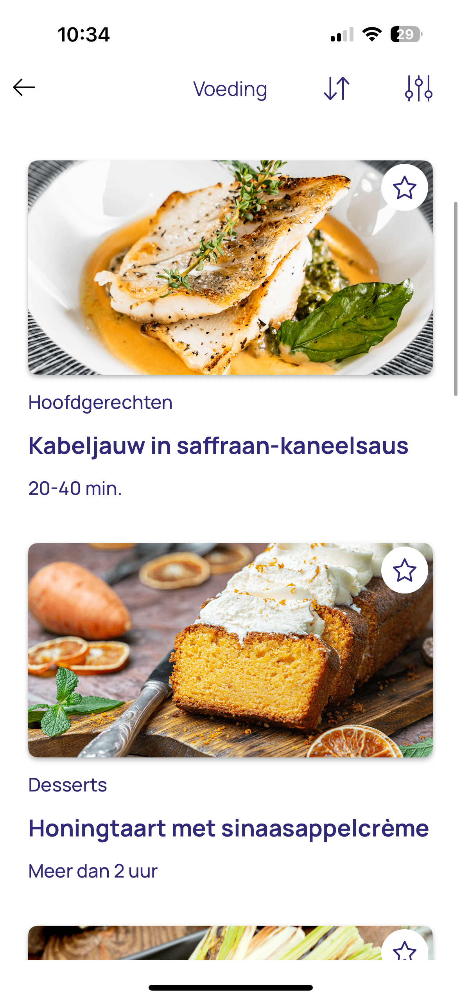 10:34
29
Voeding
Hoofdgerechten
Kabeljauw in saffraan-kaneelsaus
20-40 min.
Desserts
Honingtaart met sinaasappelcrème
Meer dan 2 uur